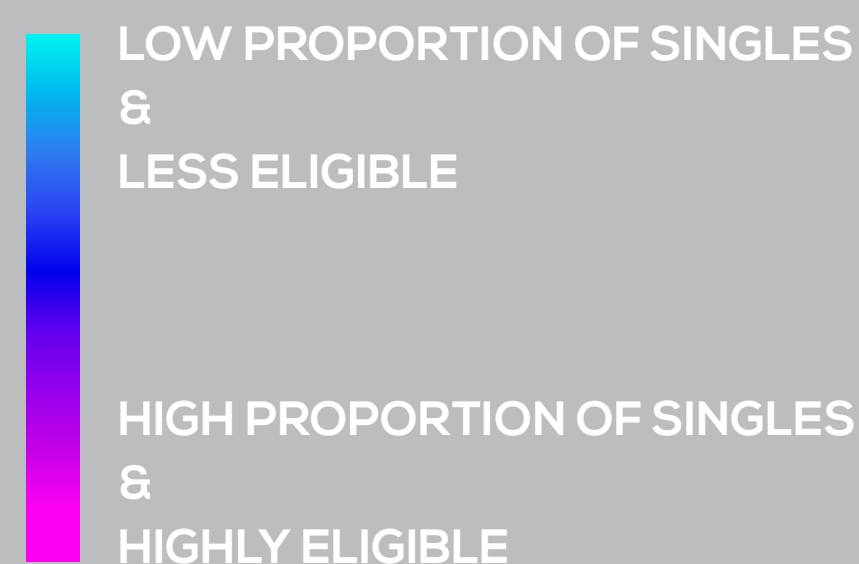 LOW PROPORTION OF SINGLES
&
LESS ELIGIBLE
HIGH PROPORTION OF SINGLES
&
HIGHLY ELIGIBLE